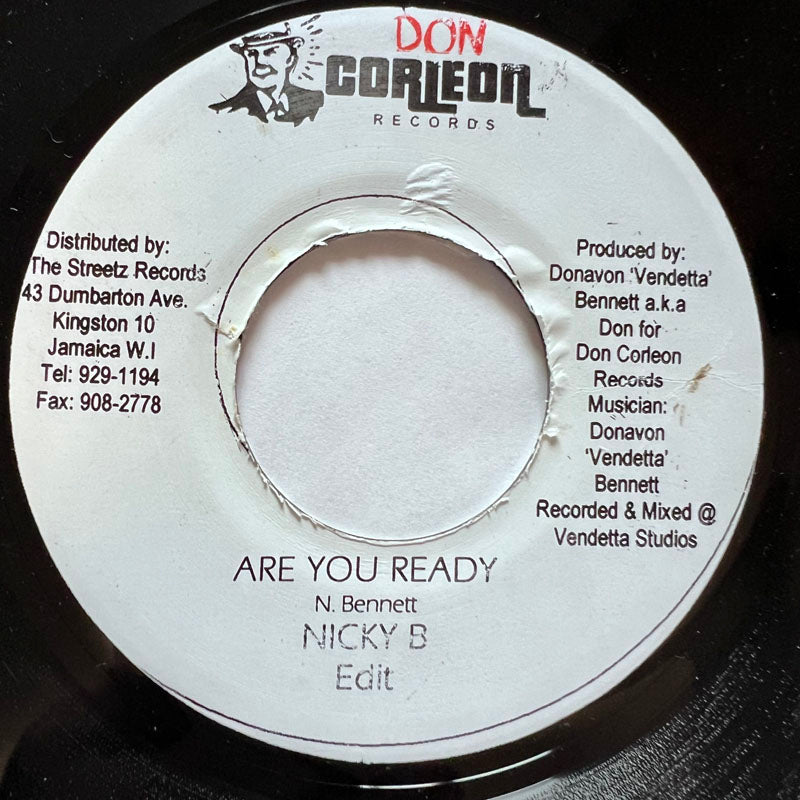 DON
CORLEON
RECORDS
Distributed by:
The Streetz Records
43 Dumbarton Ave.
Kingston 10
Jamaica W.I
Tel: 929-1194
Fax: 908-2778
Produced by:
Donavon 'Vendetta'
Bennett a.k.a
Don for
Don Corleon
Records
Musician:
Donavon
'Vendetta'
Bennett
Recorded & Mixed @
Vendetta Studios
ARE YOU READY
N. Bennett
NICKY B
Edit